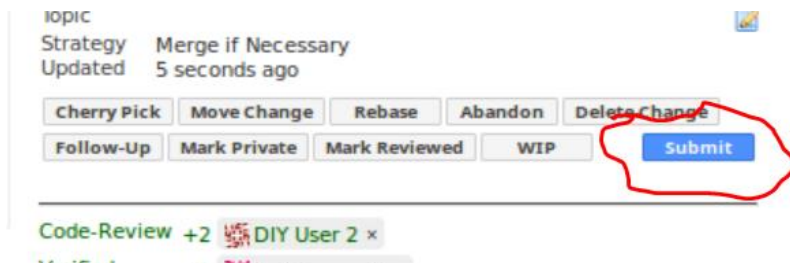 Topic
Strategy Merge if Necessary
Updated 5 seconds ago
Cherry Pick Move Change Rebase Abandon Delete Change
Follow-Up Mark Private Mark Reviewed WIP Submit
Code-Review +2 DIY User 2 ×